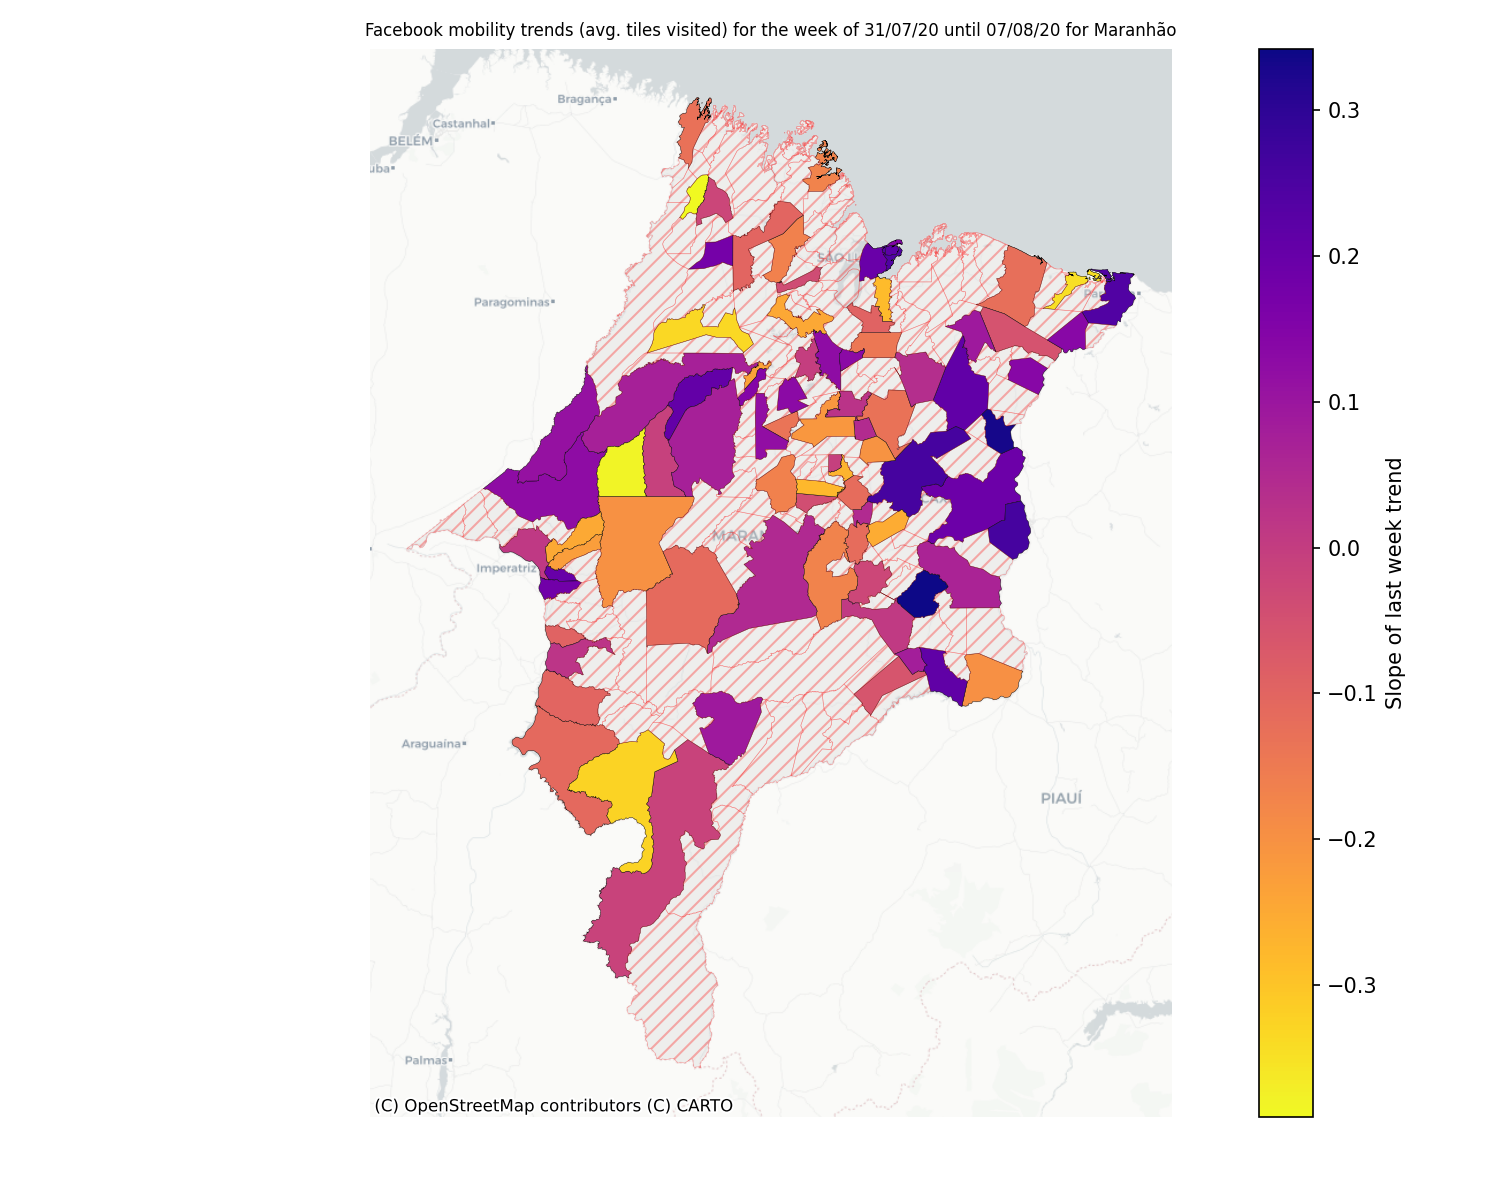 Facebook mobility trends (avg. tiles visited) for the week of 31/07/20 until 07/08/20 for Maranhão
Bragança
Castanhal
BELÉM
uba
Paragominas
Imperatriz
Araguaína
PIAUÍ
Palmas
(C) OpenStreetMap contributors (C) CARTO
0.3
0.2
0.1
0.0
−0.1
−0.2
−0.3
Slope of last week trend